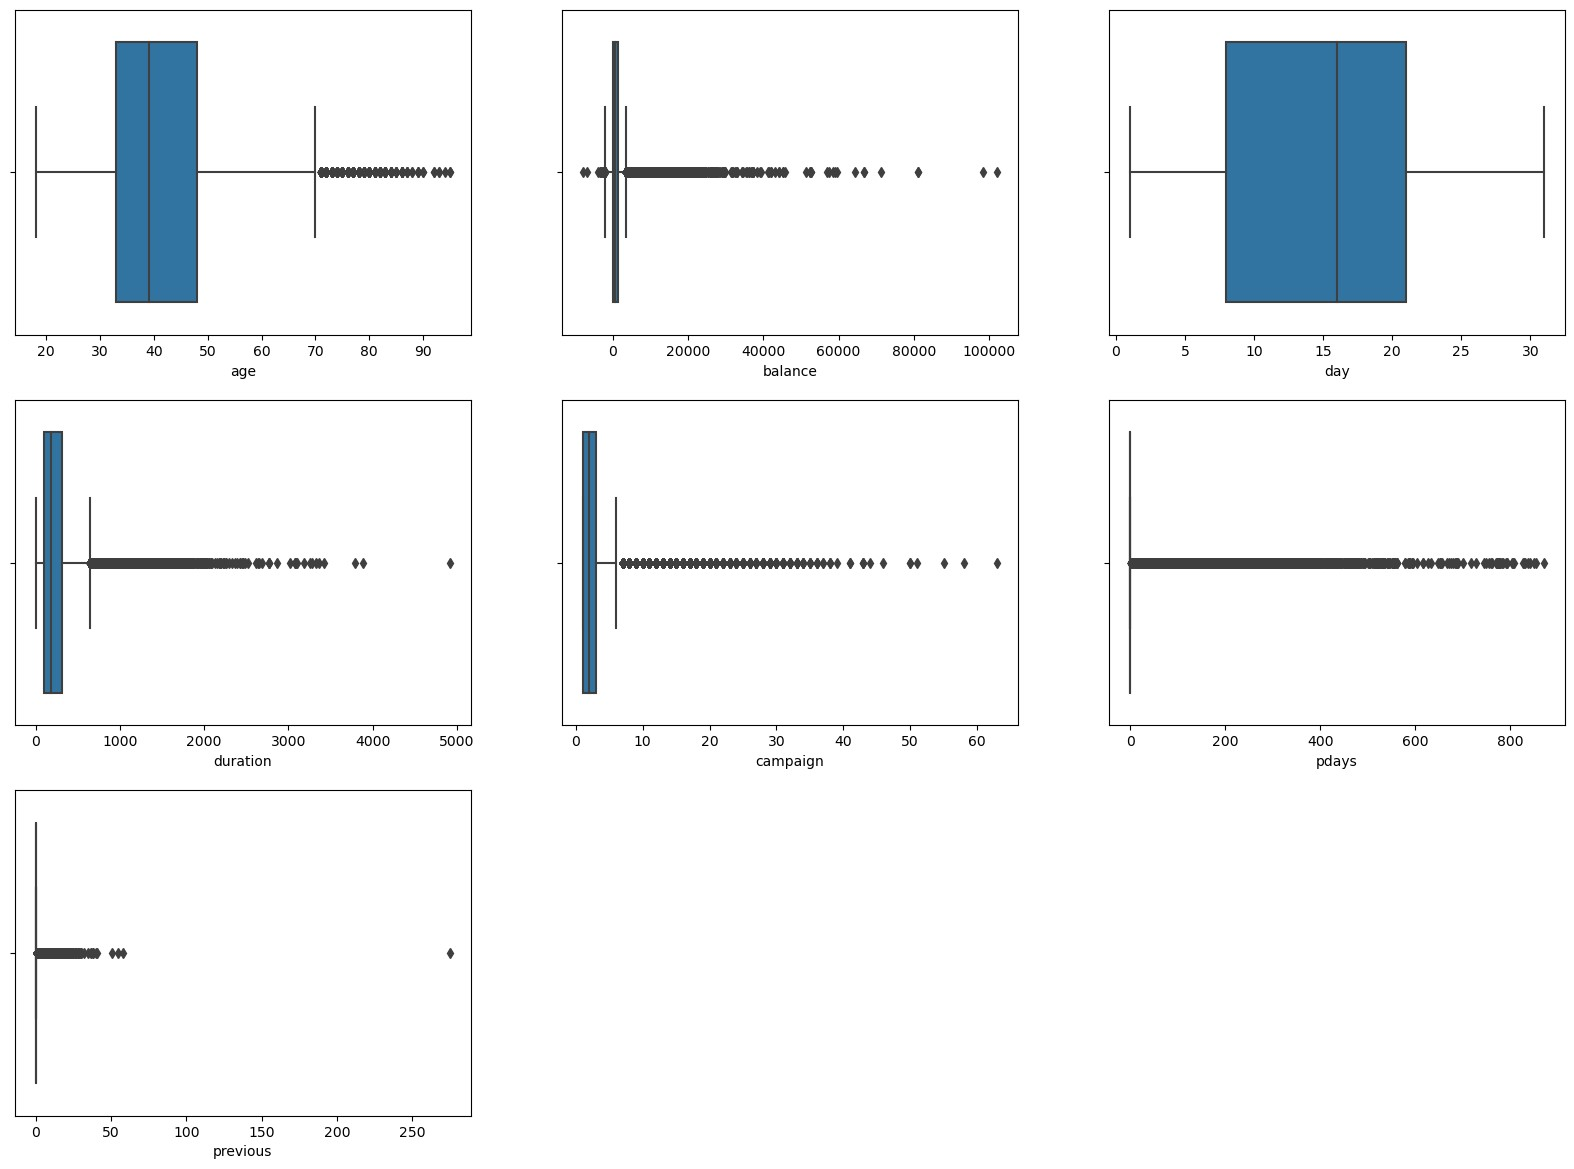 20 30 40 50 60 70 80 90
age
0 20000 40000 60000 80000 100000
balance
0 5 10 15 20 25 30
day
0 1000 2000 3000 4000 5000
duration
0 10 20 30 40 50 60
campaign
0 200 400 600 800
pdays
0 50 100 150 200 250
previous